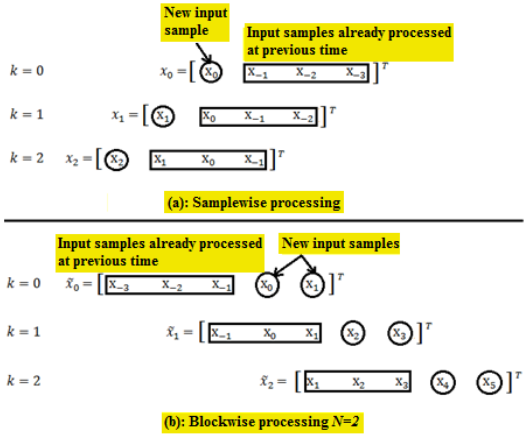 New input
sample
Input samples already processed
at previous time
k = 0 x₀ = [ x₀ x₋₁ x₋₂ x₋₃ ]ᵀ
k = 1 x₁ = [ x₁ x₀ x₋₁ x₋₂ ]ᵀ
k = 2 x₂ = [ x₂ x₁ x₀ x₋₁ ]ᵀ
(a): Samplewise processing
Input samples already processed
at previous time
New input samples
k = 0 x̃₀ = [ x₋₃ x₋₂ x₋₁ x₀ x₁ ]ᵀ
k = 1 x̃₁ = [ x₋₁ x₀ x₁ x₂ x₃ ]ᵀ
k = 2 x̃₂ = [ x₁ x₂ x₃ x₄ x₅ ]ᵀ
(b): Blockwise processing N=2